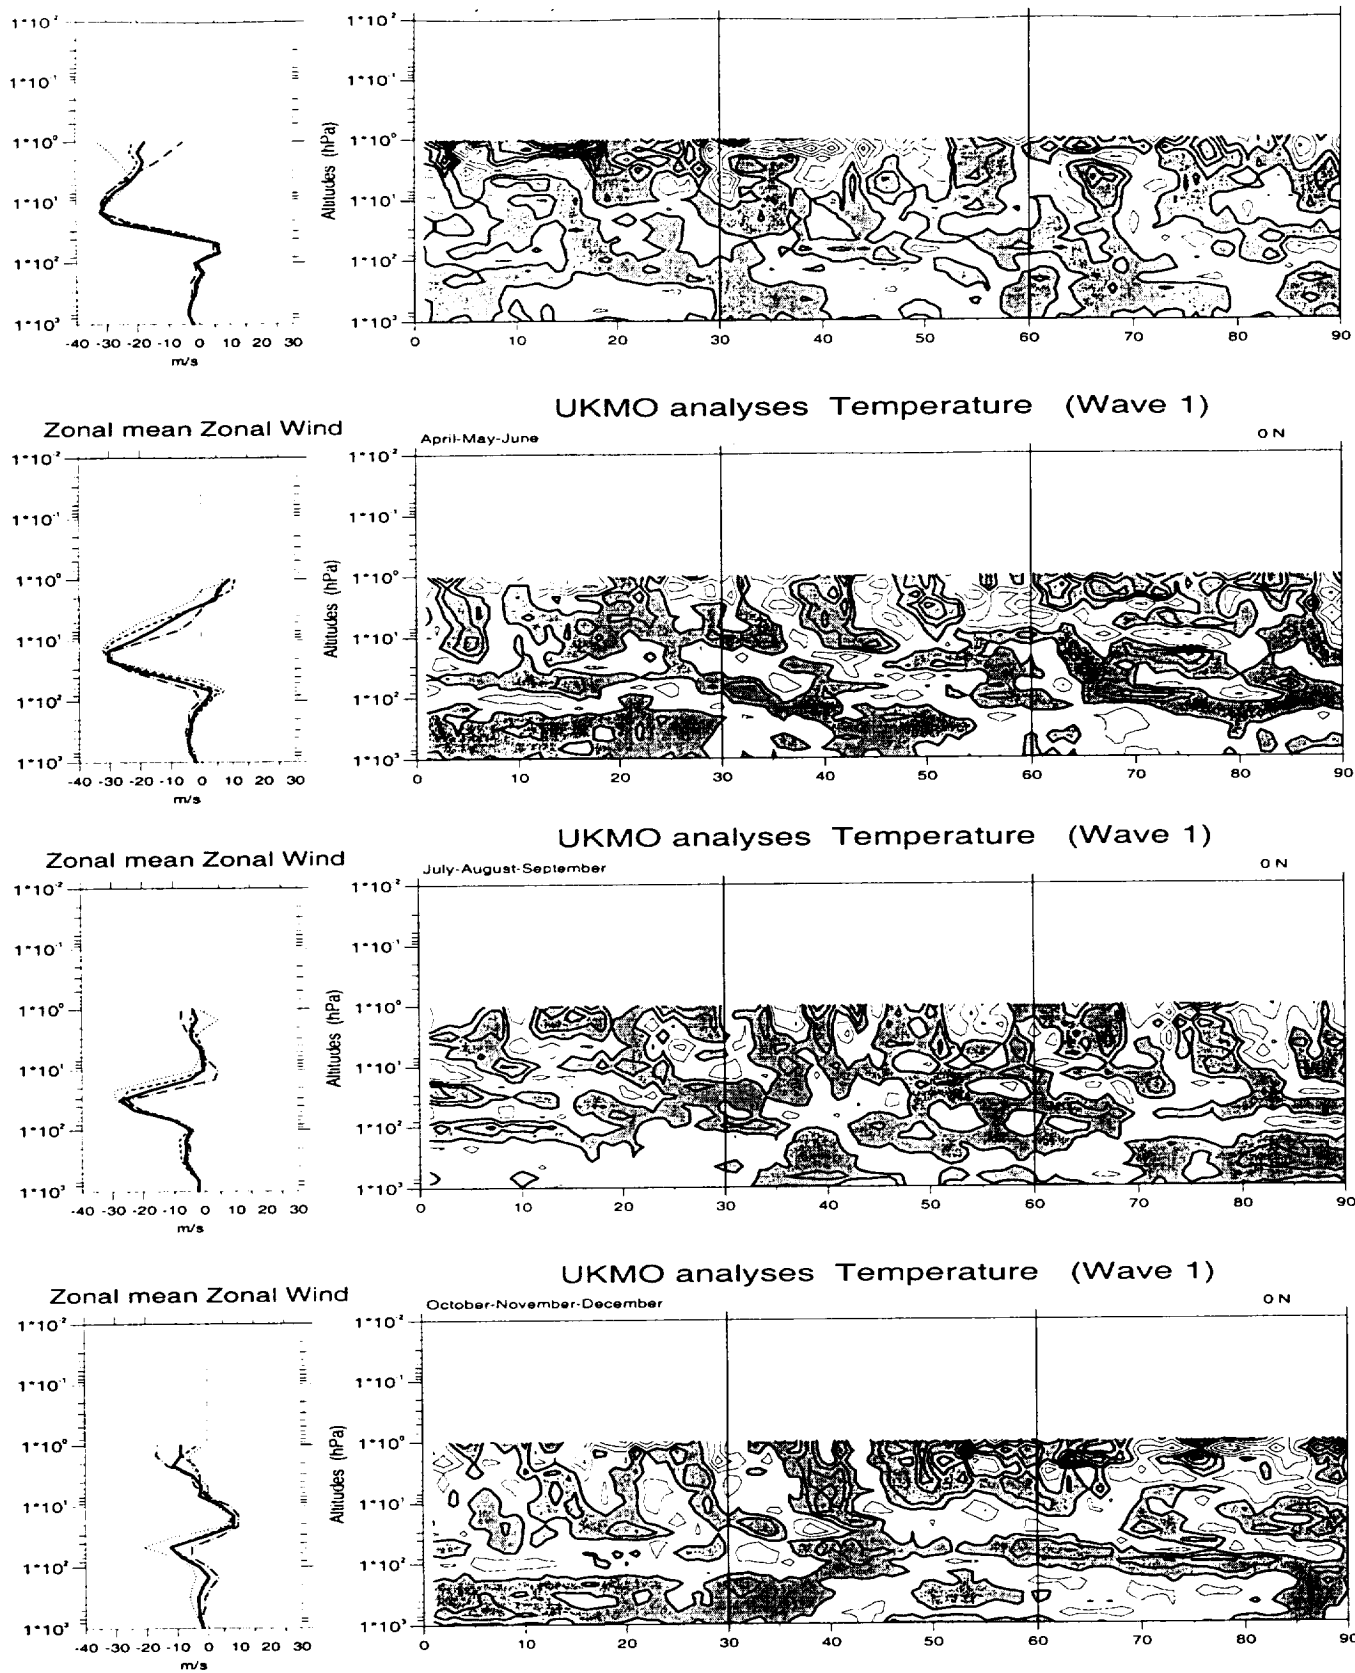 1*10⁻² 1*10⁻²
1*10⁻¹ 1*10⁻¹
1*10⁰ 1*10⁰
1*10¹ 1*10¹
1*10² 1*10²
1*10³ 1*10³
Altitudes (hPa)
-40 -30 -20 -10 0 10 20 30
m/s
0 10 20 30 40 50 60 70 80 90
UKMO analyses Temperature (Wave 1)
Zonal mean Zonal Wind
April-May-June 0 N
1*10⁻² 1*10⁻²
1*10⁻¹ 1*10⁻¹
1*10⁰ 1*10⁰
1*10¹ 1*10¹
1*10² 1*10²
1*10³ 1*10³
Altitudes (hPa)
-40 -30 -20 -10 0 10 20 30
m/s
0 10 20 30 40 50 60 70 80 90
UKMO analyses Temperature (Wave 1)
Zonal mean Zonal Wind
July-August-September 0 N
1*10⁻² 1*10⁻²
1*10⁻¹ 1*10⁻¹
1*10⁰ 1*10⁰
1*10¹ 1*10¹
1*10² 1*10²
1*10³ 1*10³
Altitudes (hPa)
-40 -30 -20 -10 0 10 20 30
m/s
0 10 20 30 40 50 60 70 80 90
UKMO analyses Temperature (Wave 1)
Zonal mean Zonal Wind
October-November-December 0 N
1*10⁻² 1*10⁻²
1*10⁻¹ 1*10⁻¹
1*10⁰ 1*10⁰
1*10¹ 1*10¹
1*10² 1*10²
1*10³ 1*10³
Altitudes (hPa)
-40 -30 -20 -10 0 10 20 30
m/s
0 10 20 30 40 50 60 70 80 90